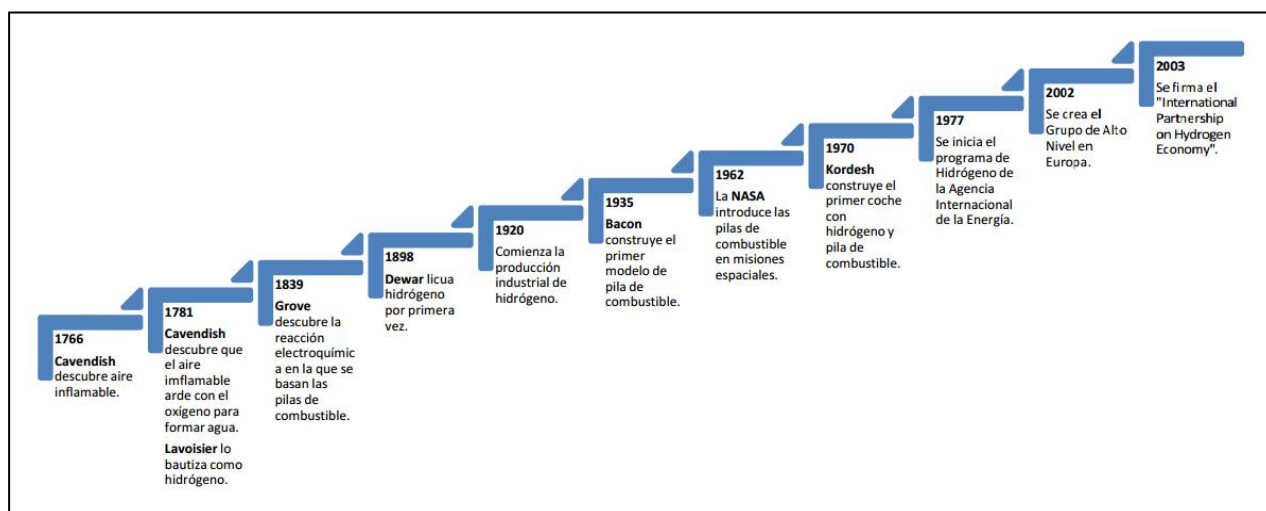 1766
Cavendish
descubre aire
inflamable.
1781
Cavendish
descubre que
el aire
imflamable
arde con el
oxígeno para
formar agua.
Lavoisier lo
bautiza como
hidrógeno.
1839
Grove
descubre la
reacción
electroquímic
a en la que se
basan las
pilas de
combustible.
1898
Dewar licua
hidrógeno
por primera
vez.
1920
Comienza la
producción
industrial de
hidrógeno.
1935
Bacon
construye el
primer
modelo de
pila de
combustible.
1962
La NASA
introduce las
pilas de
combustible
en misiones
espaciales.
1970
Kordesh
construye el
primer coche
con
hidrógeno y
pila de
combustible.
1977
Se inicia el
programa de
Hidrógeno de
la Agencia
Internacional
de la Energía.
2002
Se crea el
Grupo de Alto
Nivel en
Europa.
2003
Se firma el
"International
Partnership
on Hydrogen
Economy".